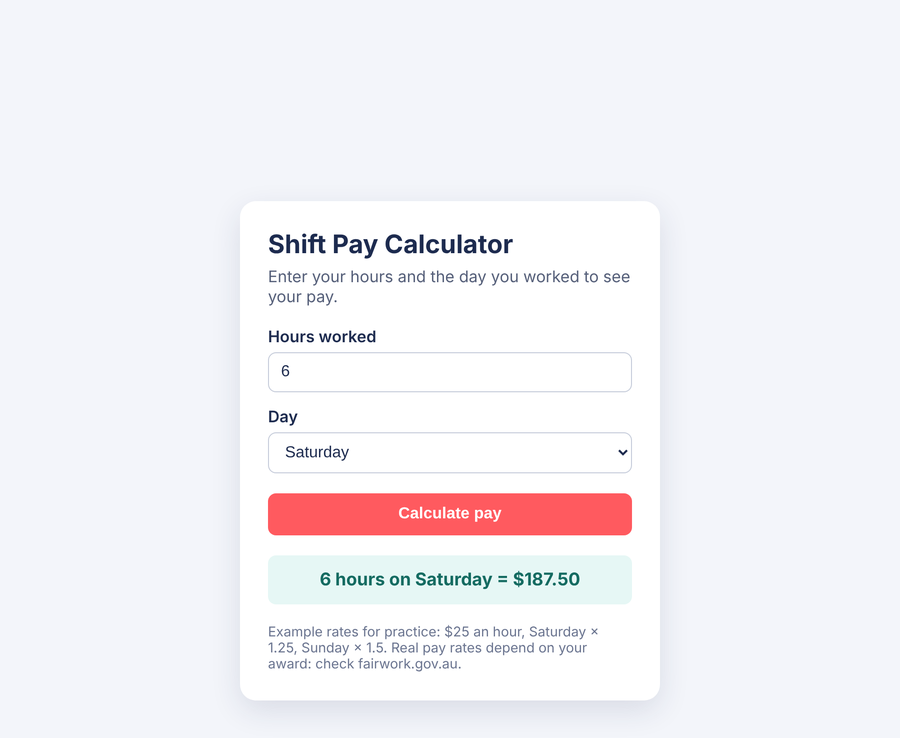 Shift Pay Calculator
Enter your hours and the day you worked to see
your pay.
Hours worked
6
Day
Saturday
Calculate pay
6 hours on Saturday = $187.50
Example rates for practice: $25 an hour, Saturday ×
1.25, Sunday × 1.5. Real pay rates depend on your
award: check fairwork.gov.au.